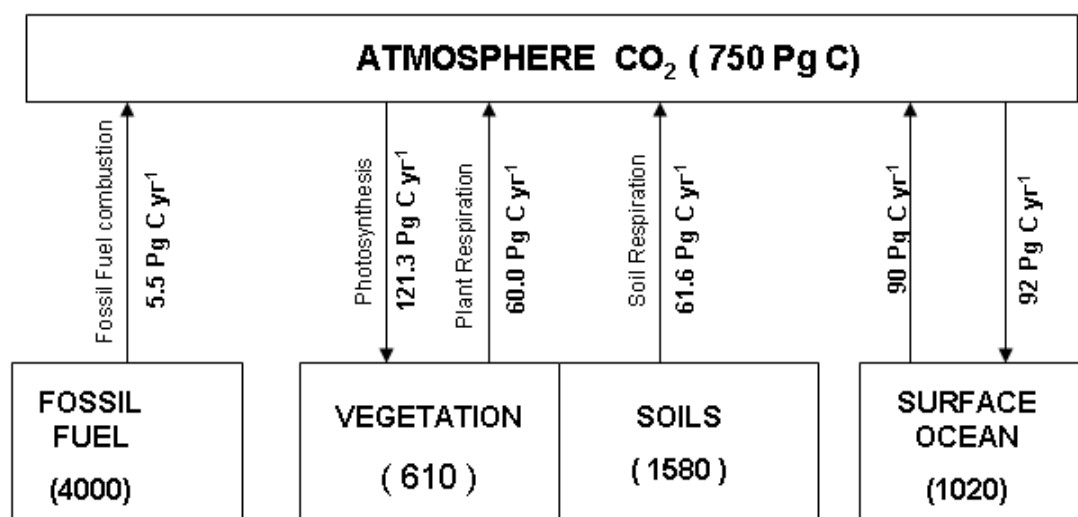 ATMOSPHERE CO₂ ( 750 Pg C)
Fossil Fuel combustion
5.5 Pg C yr⁻¹
Photosynthesis
121.3 Pg C yr⁻¹
Plant Respiration
60.0 Pg C yr⁻¹
Soil Respiration
61.6 Pg C yr⁻¹
90 Pg C yr⁻¹
92 Pg C yr⁻¹
FOSSIL
FUEL
(4000)
VEGETATION
( 610 )
SOILS
( 1580)
SURFACE
OCEAN
(1020)